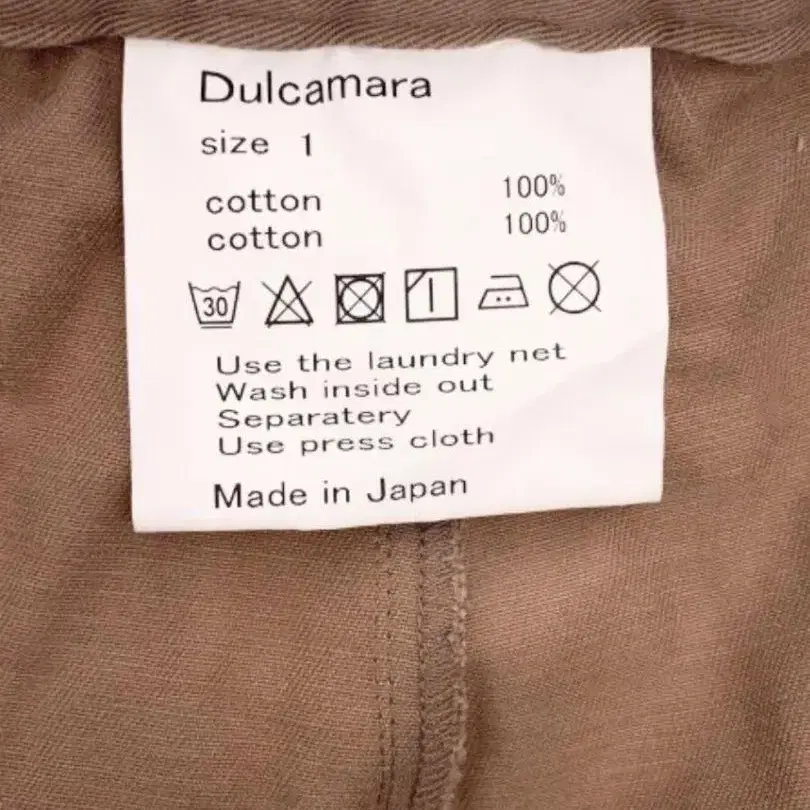 Dulcamara
size 1
cotton 100%
cotton 100%
30
Use the laundry net
Wash inside out
Separatery
Use press cloth
Made in Japan